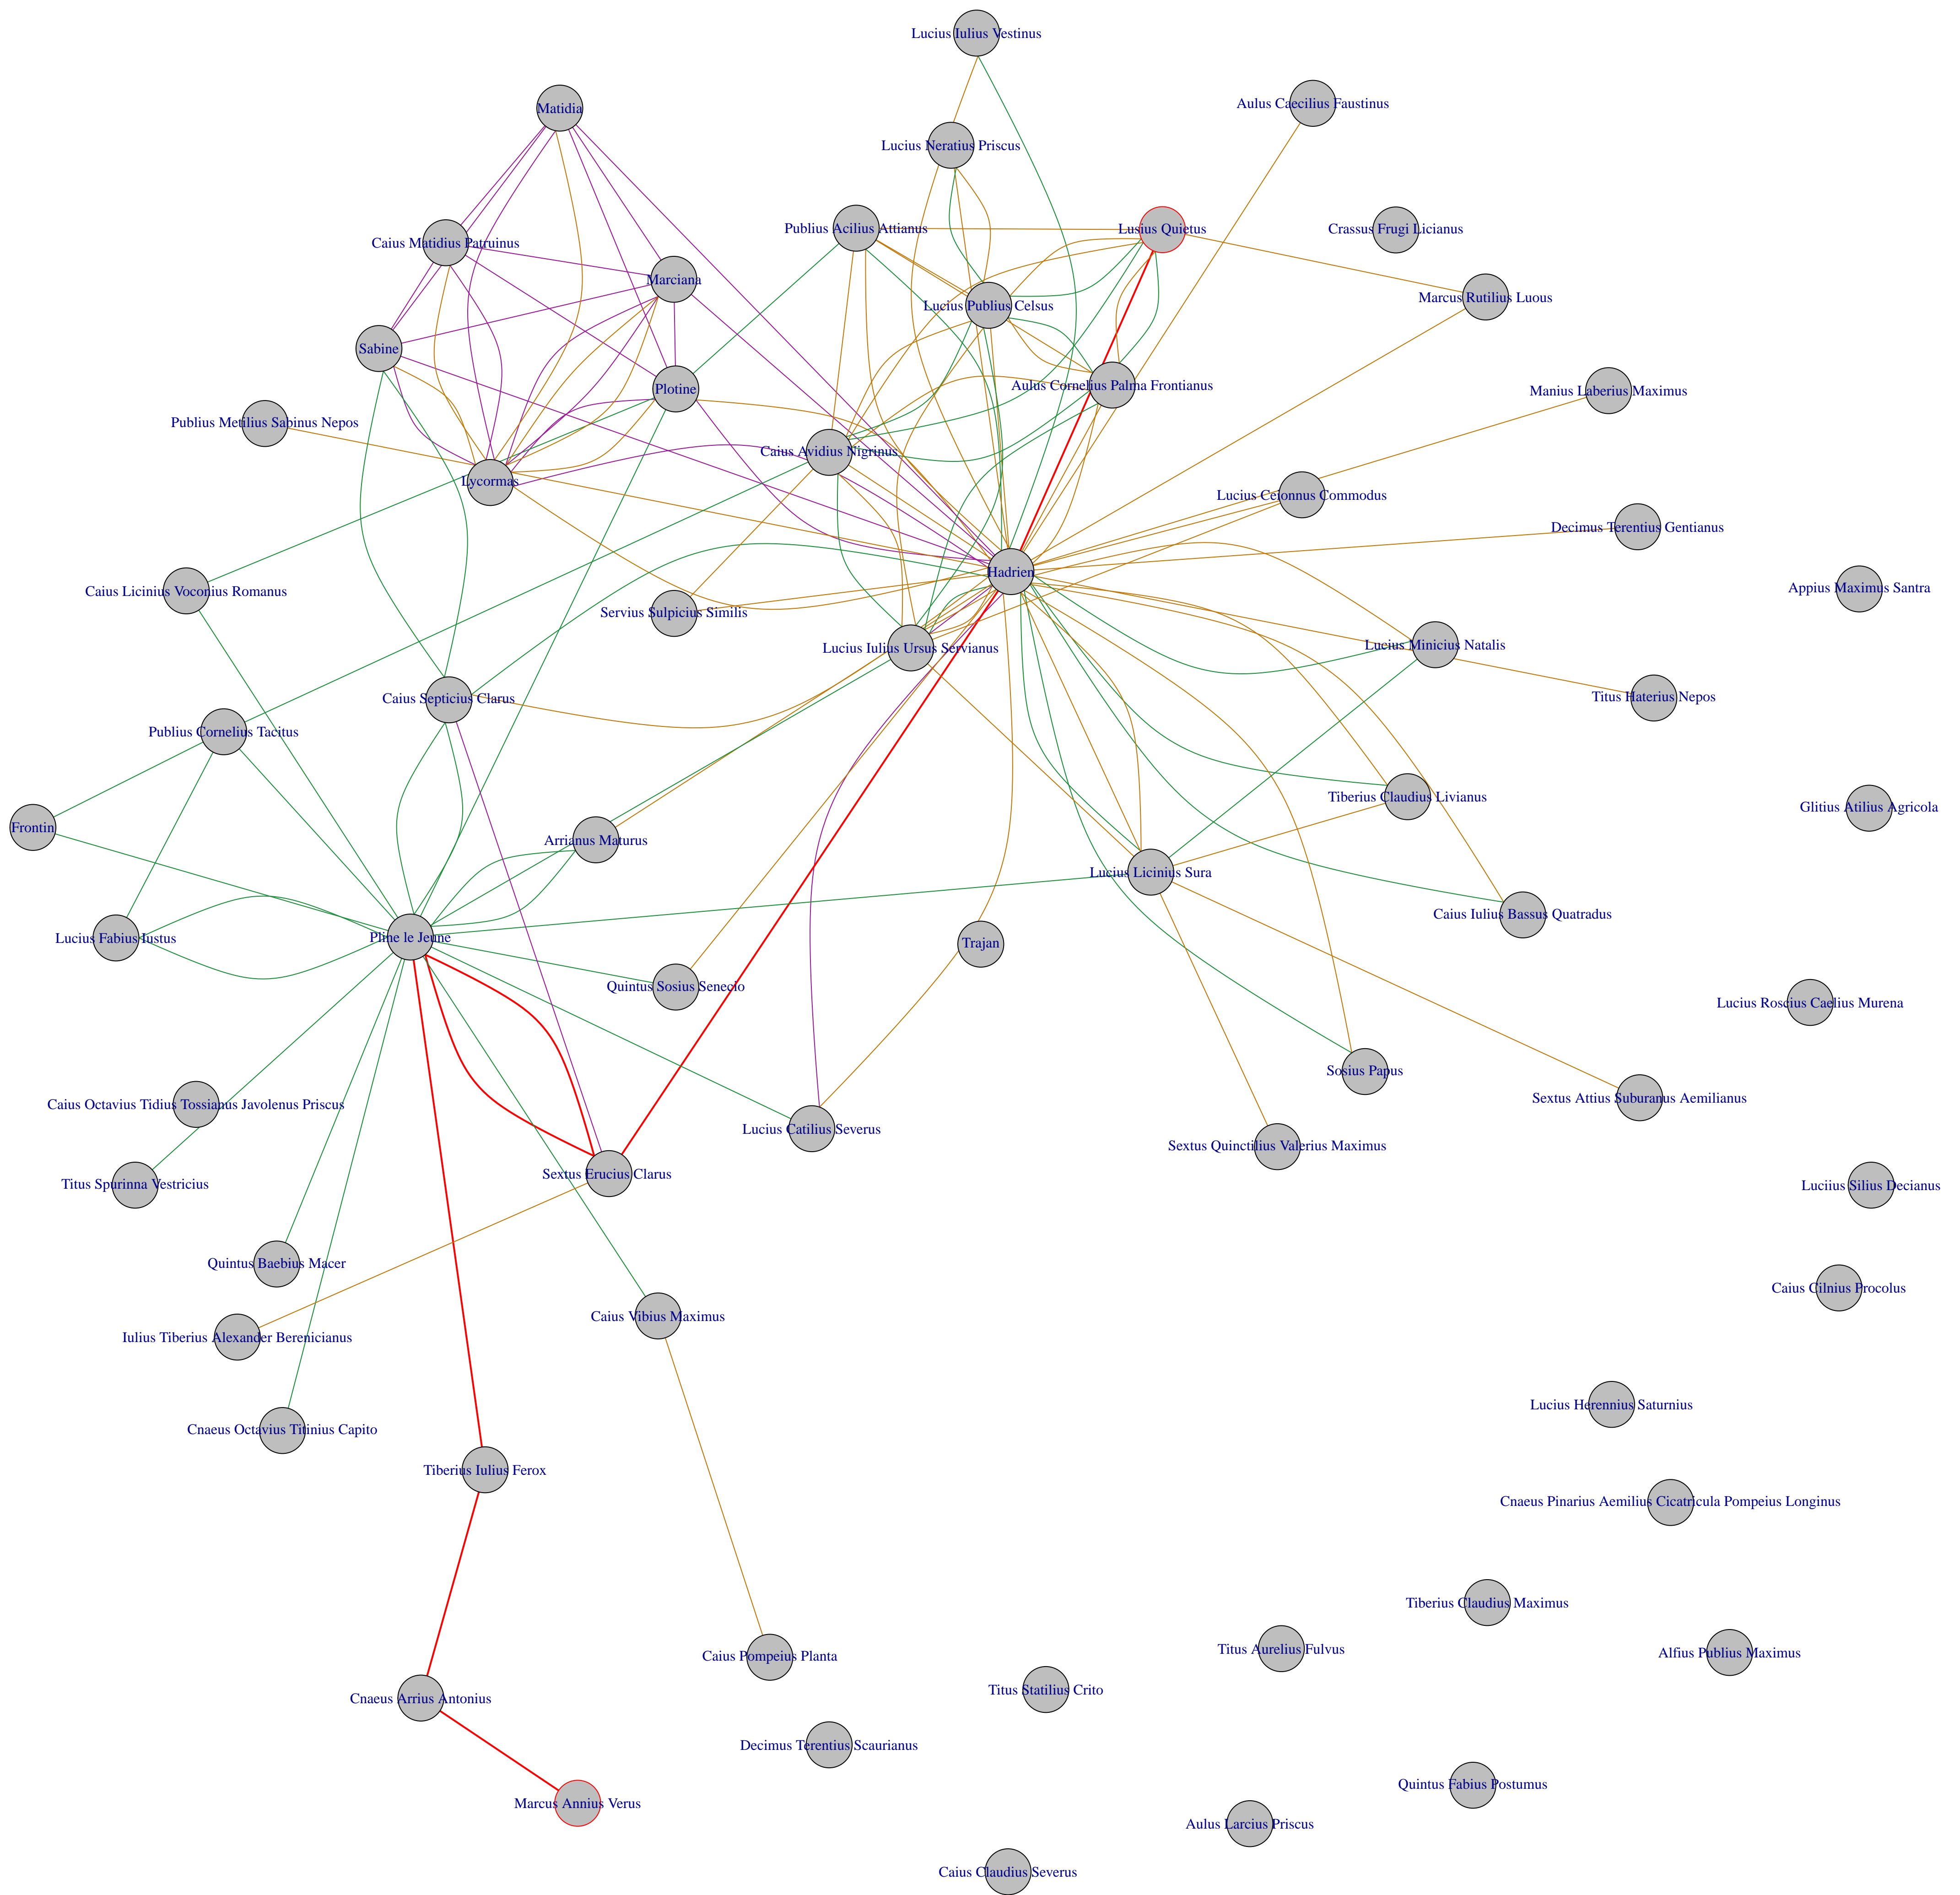 Lucius Iulius Vestinus
Aulus Caecilius Faustinus
Matidia
Lucius Neratius Priscus
Publius Acilius Attianus
Lusius Quietus
Crassus Frugi Licianus
Caius Matidius Patruinus
Marciana
Marcus Rutilius Luous
Lucius Publius Celsus
Sabine
Plotine
Aulus Cornelius Palma Frontianus
Manius Laberius Maximus
Publius Metilius Sabinus Nepos
Caius Avidius Nigrinus
Lycormas
Lucius Ceionnus Commodus
Decimus Terentius Gentianus
Hadrien
Caius Licinius Voconius Romanus
Appius Maximus Santra
Servius Sulpicius Similis
Lucius Iulius Ursus Servianus
Lucius Minicius Natalis
Caius Septicius Clarus
Titus Haterius Nepos
Publius Cornelius Tacitus
Tiberius Claudius Livianus
Glitius Atilius Agricola
Frontin
Arrianus Maturus
Lucius Licinius Sura
Caius Iulius Bassus Quatradus
Lucius Fabius Iustus
Pline le Jeune
Trajan
Quintus Sosius Senecio
Lucius Roscius Caelius Murena
Sosius Papus
Sextus Attius Suburanus Aemilianus
Caius Octavius Tidius Tossianus Javolenus Priscus
Lucius Catilius Severus
Sextus Quinctilius Valerius Maximus
Sextus Erucius Clarus
Titus Spurinna Vestricius
Luciius Silius Decianus
Quintus Baebius Macer
Caius Cilnius Procolus
Caius Vibius Maximus
Iulius Tiberius Alexander Berenicianus
Lucius Herennius Saturnius
Cnaeus Octavius Titinius Capito
Tiberius Iulius Ferox
Cnaeus Pinarius Aemilius Cicatricula Pompeius Longinus
Tiberius Claudius Maximus
Titus Aurelius Fulvus
Alfius Publius Maximus
Caius Pompeius Planta
Titus Statilius Crito
Cnaeus Arrius Antonius
Decimus Terentius Scaurianus
Quintus Fabius Postumus
Marcus Annius Verus
Aulus Larcius Priscus
Caius Claudius Severus